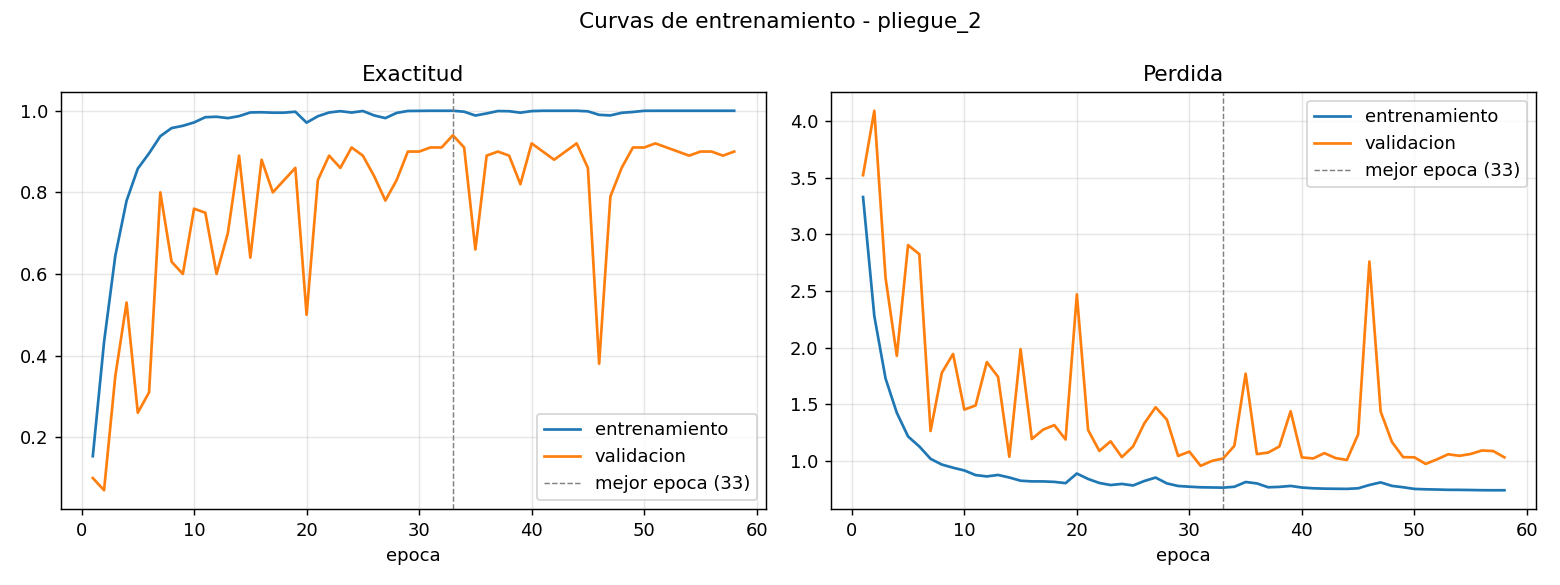 Curvas de entrenamiento - pliegue_2
Exactitud
1.0
0.8
0.6
0.4
0.2
0
10
20
30
40
50
60
epoca
entrenamiento
validacion
mejor epoca (33)
Perdida
4.0
3.5
3.0
2.5
2.0
1.5
1.0
0
10
20
30
40
50
60
epoca
entrenamiento
validacion
mejor epoca (33)